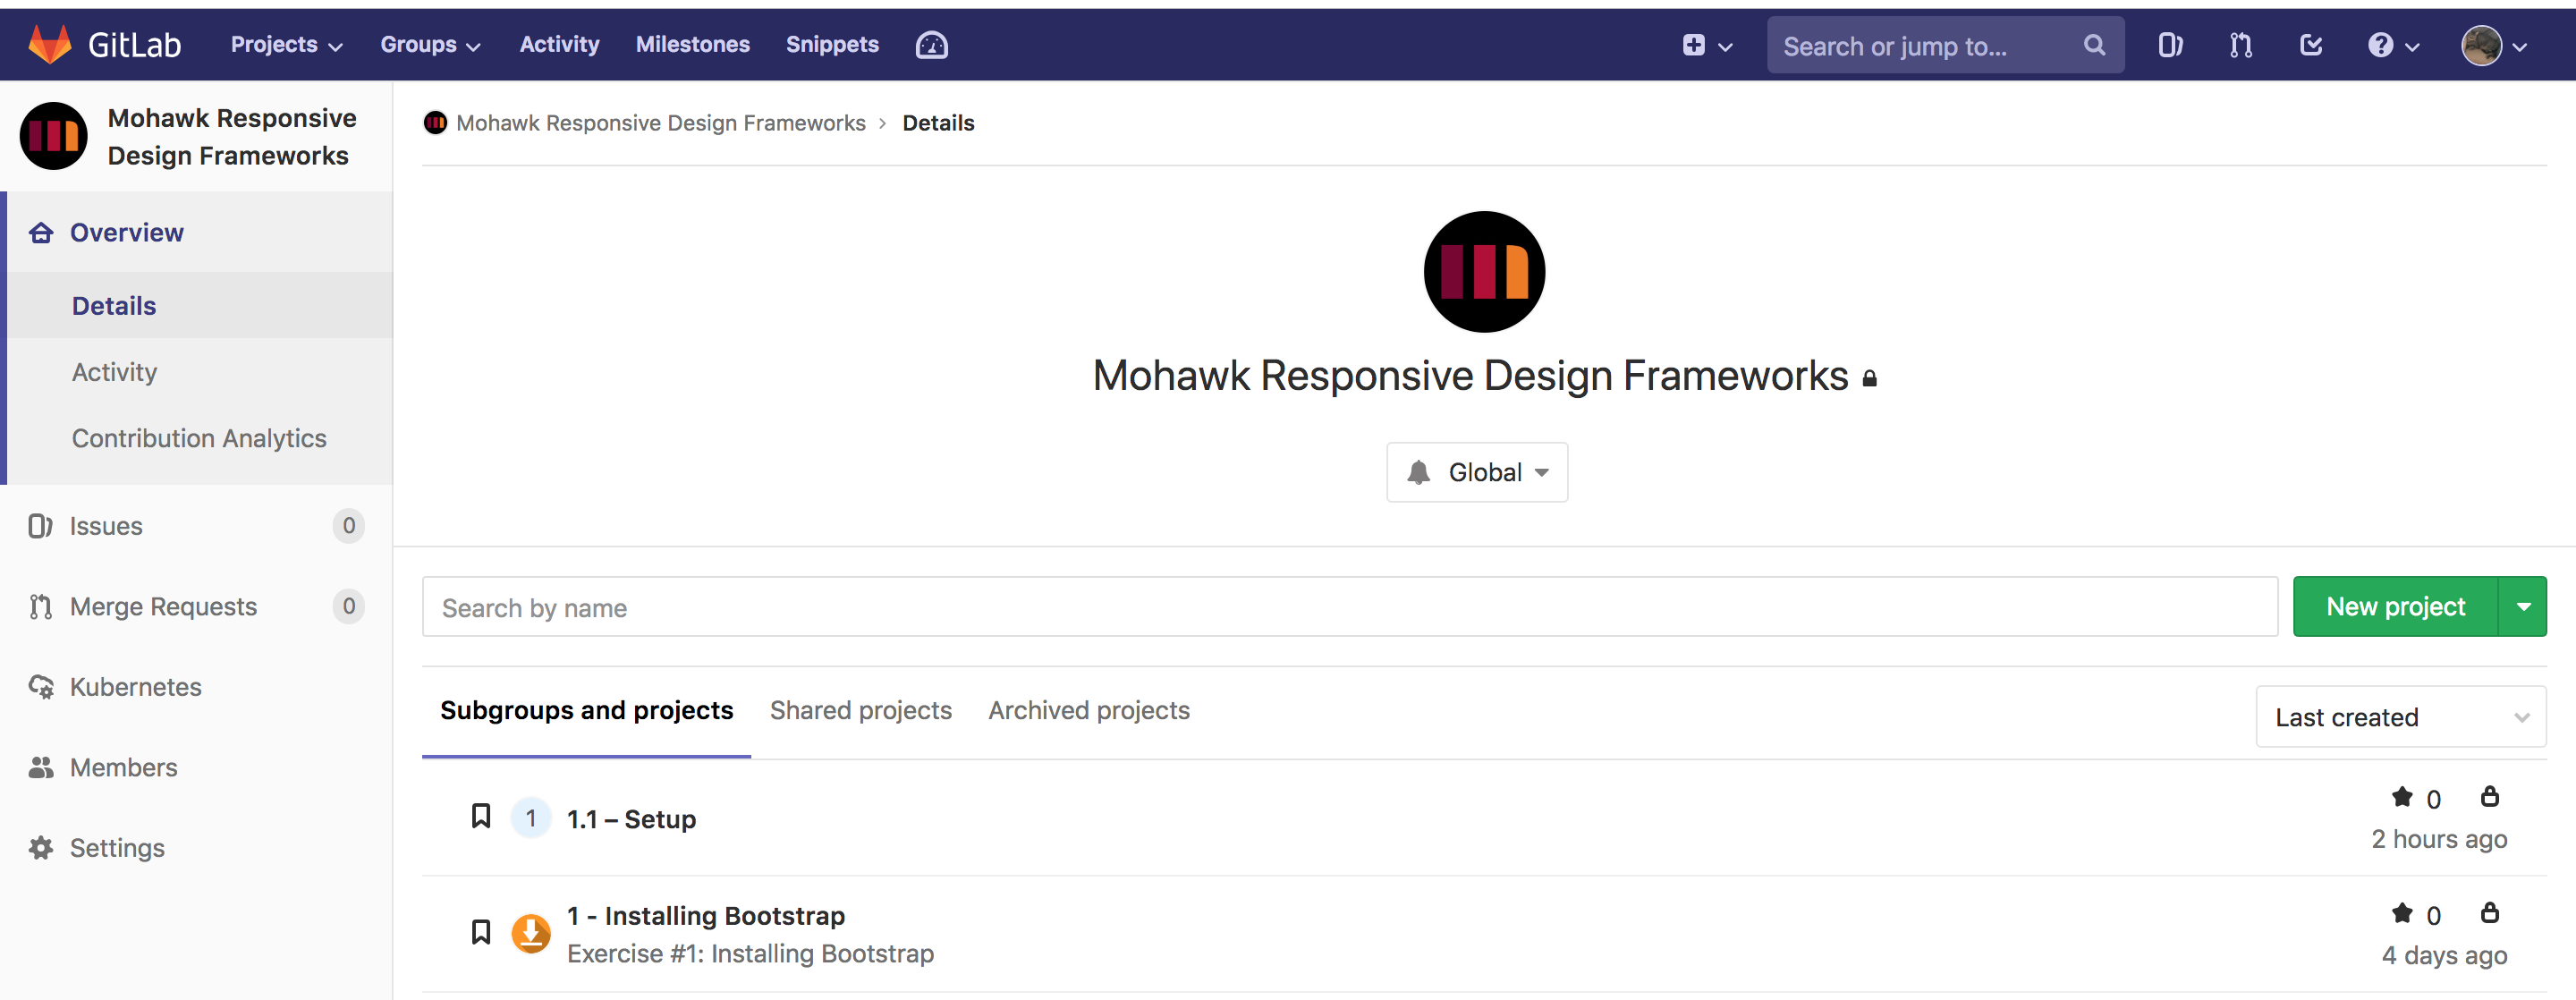 GitLab Projects Groups Activity Milestones Snippets Search or jump to...
Mohawk Responsive
Design Frameworks
Overview
Details
Activity
Contribution Analytics
Issues 0
Merge Requests 0
Kubernetes
Members
Settings
Mohawk Responsive Design Frameworks > Details
Mohawk Responsive Design Frameworks
Global
Search by name New project
Subgroups and projects Shared projects Archived projects Last created
1 1.1 – Setup 0
2 hours ago
1 - Installing Bootstrap 0
Exercise #1: Installing Bootstrap 4 days ago